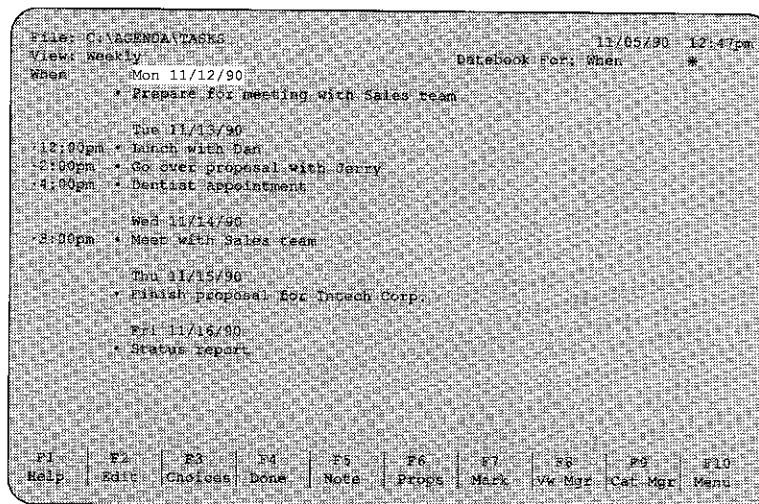 File: C:\AGENDA\TASKS 11/05/90 12:47pm
View: Weekly Datebook For: When *
When Mon 11/12/90
• Prepare for meeting with Sales team
Tue 11/13/90
·12:00pm • Lunch with Dan
·2:00pm • Go over proposal with Jerry
·4:00pm • Dentist appointment
Wed 11/14/90
·3:00pm • Meet with Sales team
Thu 11/15/90
• Finish proposal for Intech Corp.
Fri 11/16/90
• Status report
F1 F2 F3 F4 F5 F6 F7 F8 F9 F10
Help Edit Choices Done Note Props Mark Vw Mgr Cat Mgr Menu